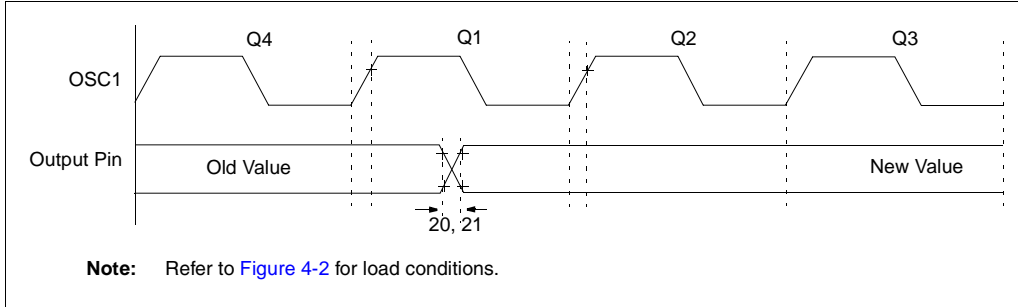 Q4 Q1 Q2 Q3
OSC1
Output Pin
Old Value
New Value
20, 21
Note: Refer to Figure 4-2 for load conditions.